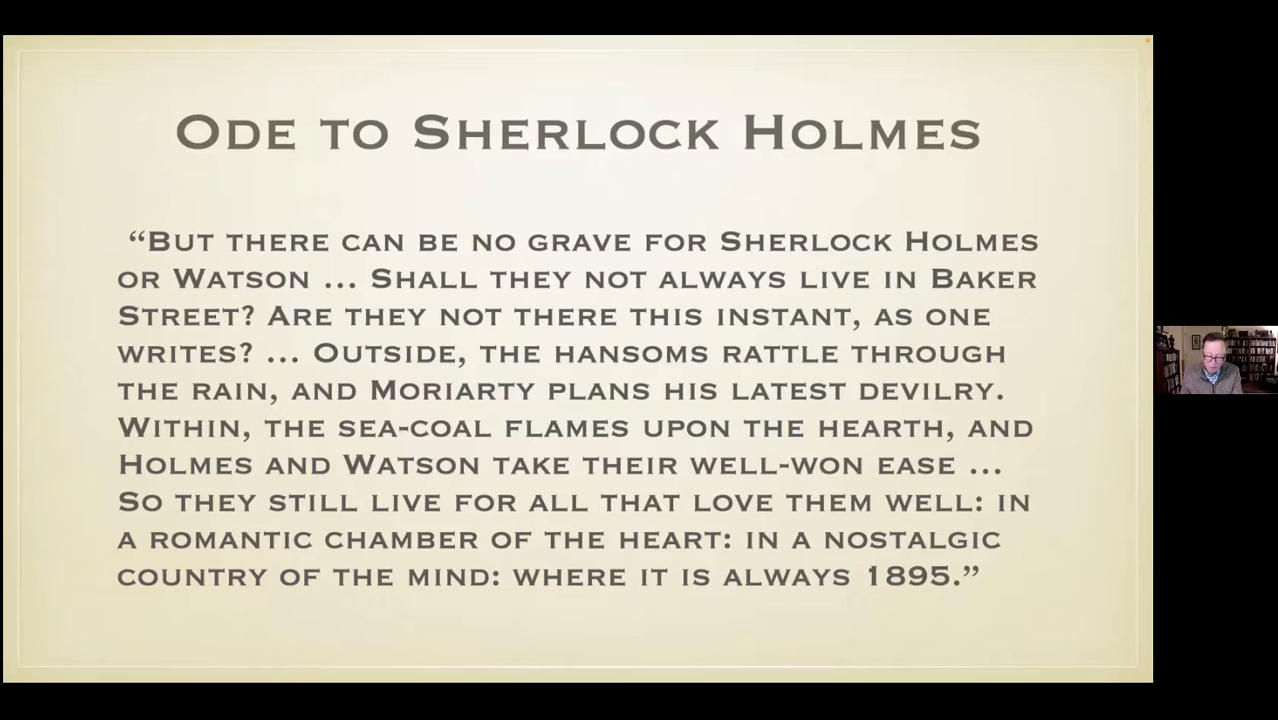 Ode to Sherlock Holmes
“But there can be no grave for Sherlock Holmes
or Watson ... Shall they not always live in Baker
Street? Are they not there this instant, as one
writes? ... Outside, the hansoms rattle through
the rain, and Moriarty plans his latest devilry.
Within, the sea-coal flames upon the hearth, and
Holmes and Watson take their well-won ease ...
So they still live for all that love them well: in
a romantic chamber of the heart: in a nostalgic
country of the mind: where it is always 1895.”